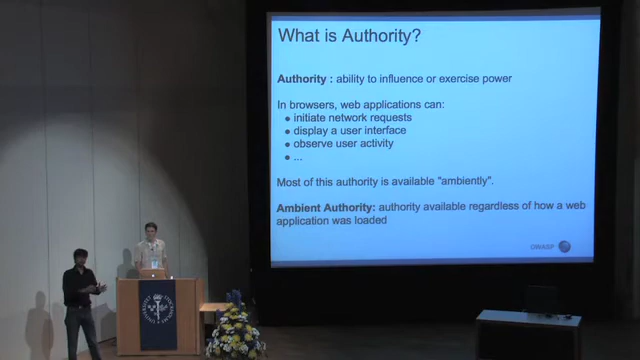 What is Authority?
Authority : ability to influence or exercise power
In browsers, web applications can:
● initiate network requests
● display a user interface
● observe user activity
● ...
Most of this authority is available "ambiently".
Ambient Authority: authority available regardless of how a web
application was loaded
OWASP